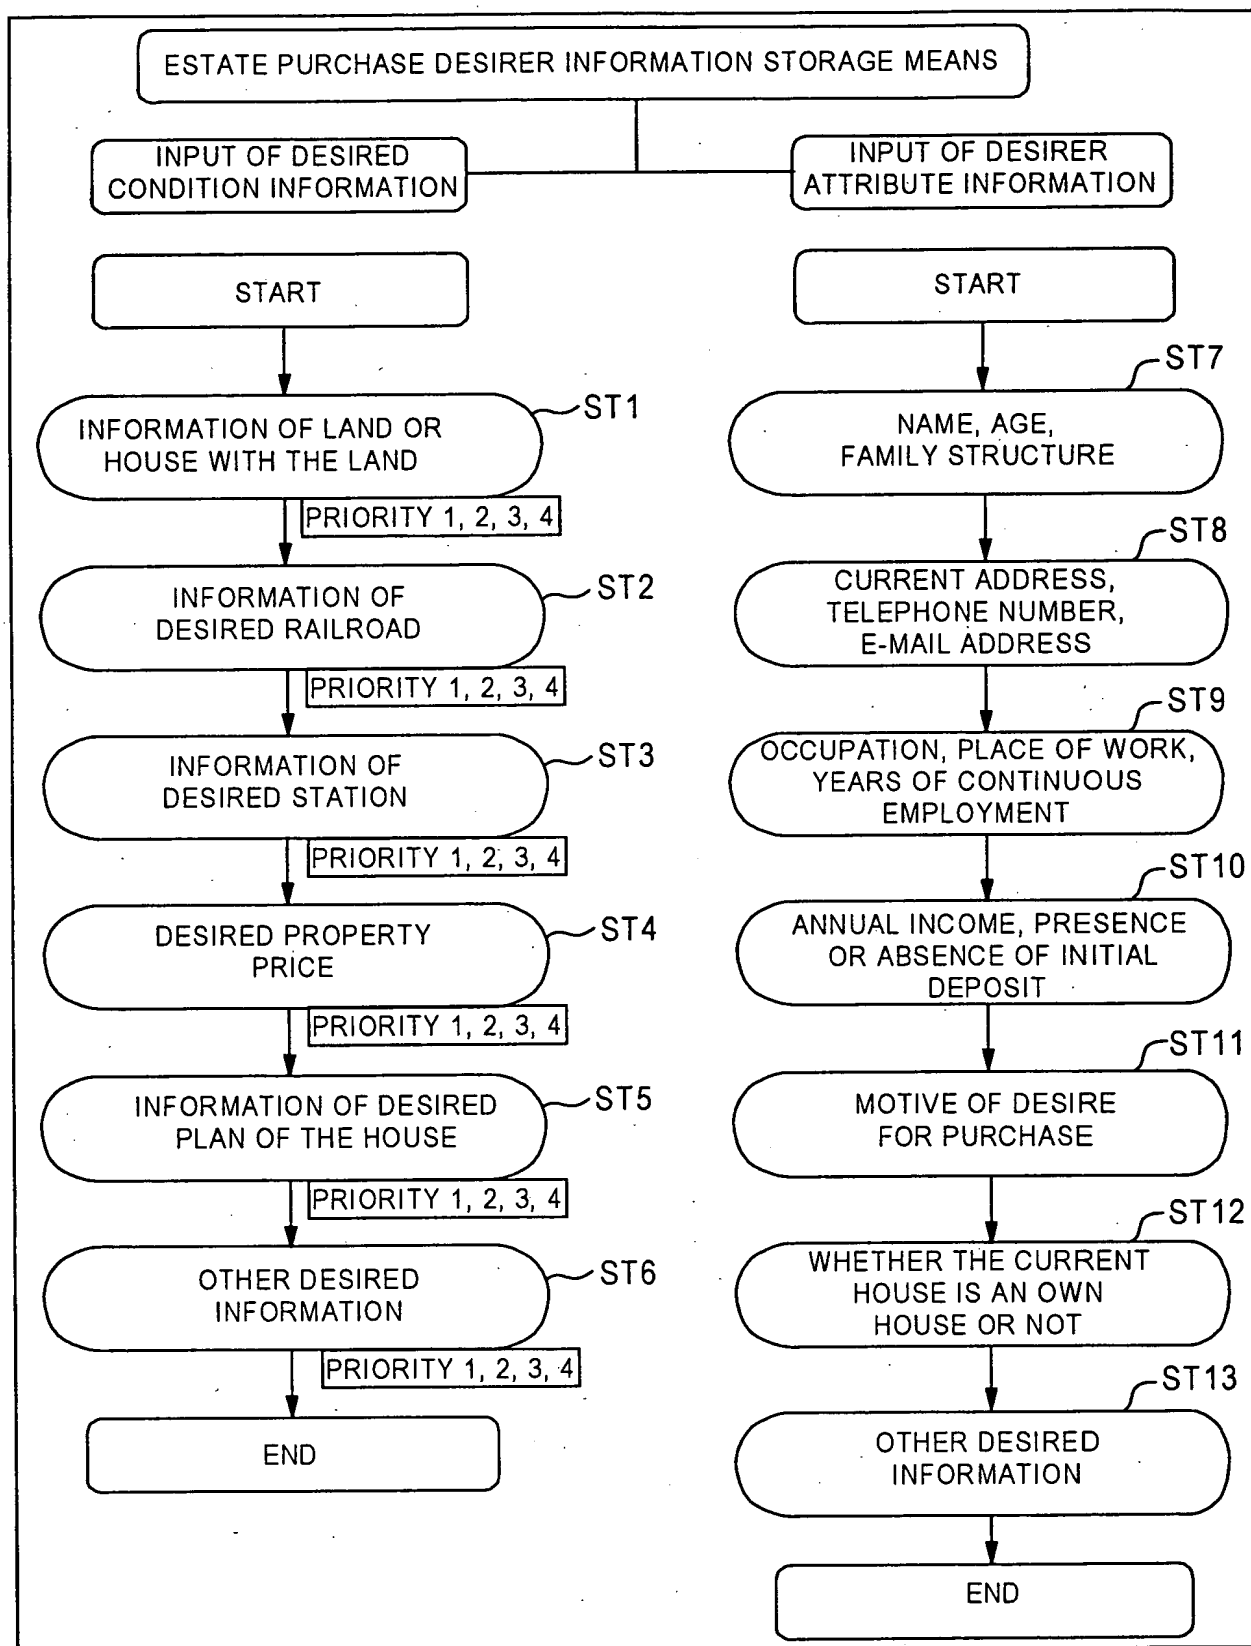 ESTATE PURCHASE DESIRER INFORMATION STORAGE MEANS
INPUT OF DESIRED
CONDITION INFORMATION
START
ST1
INFORMATION OF LAND OR
HOUSE WITH THE LAND
PRIORITY 1, 2, 3, 4
ST2
INFORMATION OF
DESIRED RAILROAD
PRIORITY 1, 2, 3, 4
ST3
INFORMATION OF
DESIRED STATION
PRIORITY 1, 2, 3, 4
ST4
DESIRED PROPERTY
PRICE
PRIORITY 1, 2, 3, 4
ST5
INFORMATION OF DESIRED
PLAN OF THE HOUSE
PRIORITY 1, 2, 3, 4
ST6
OTHER DESIRED
INFORMATION
PRIORITY 1, 2, 3, 4
END
INPUT OF DESIRER
ATTRIBUTE INFORMATION
START
ST7
NAME, AGE,
FAMILY STRUCTURE
ST8
CURRENT ADDRESS,
TELEPHONE NUMBER,
E-MAIL ADDRESS
ST9
OCCUPATION, PLACE OF WORK,
YEARS OF CONTINUOUS
EMPLOYMENT
ST10
ANNUAL INCOME, PRESENCE
OR ABSENCE OF INITIAL
DEPOSIT
ST11
MOTIVE OF DESIRE
FOR PURCHASE
ST12
WHETHER THE CURRENT
HOUSE IS AN OWN
HOUSE OR NOT
ST13
OTHER DESIRED
INFORMATION
END